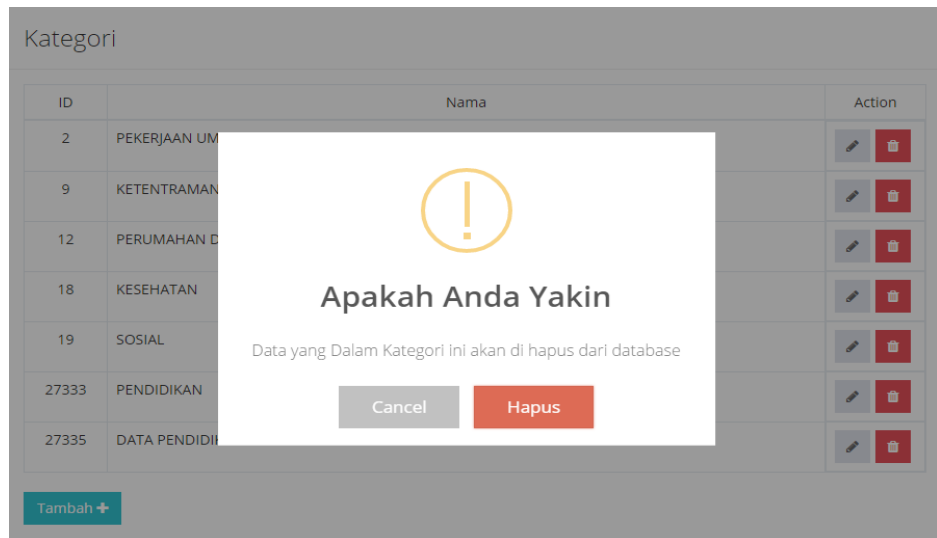 Kategori
ID Nama Action
2 PEKERJAAN UM
9 KETENTRAMAN
12 PERUMAHAN D
18 KESEHATAN
19 SOSIAL
27333 PENDIDIKAN
27335 DATA PENDIDI
Apakah Anda Yakin
Data yang Dalam Kategori ini akan di hapus dari database
Cancel Hapus
Tambah